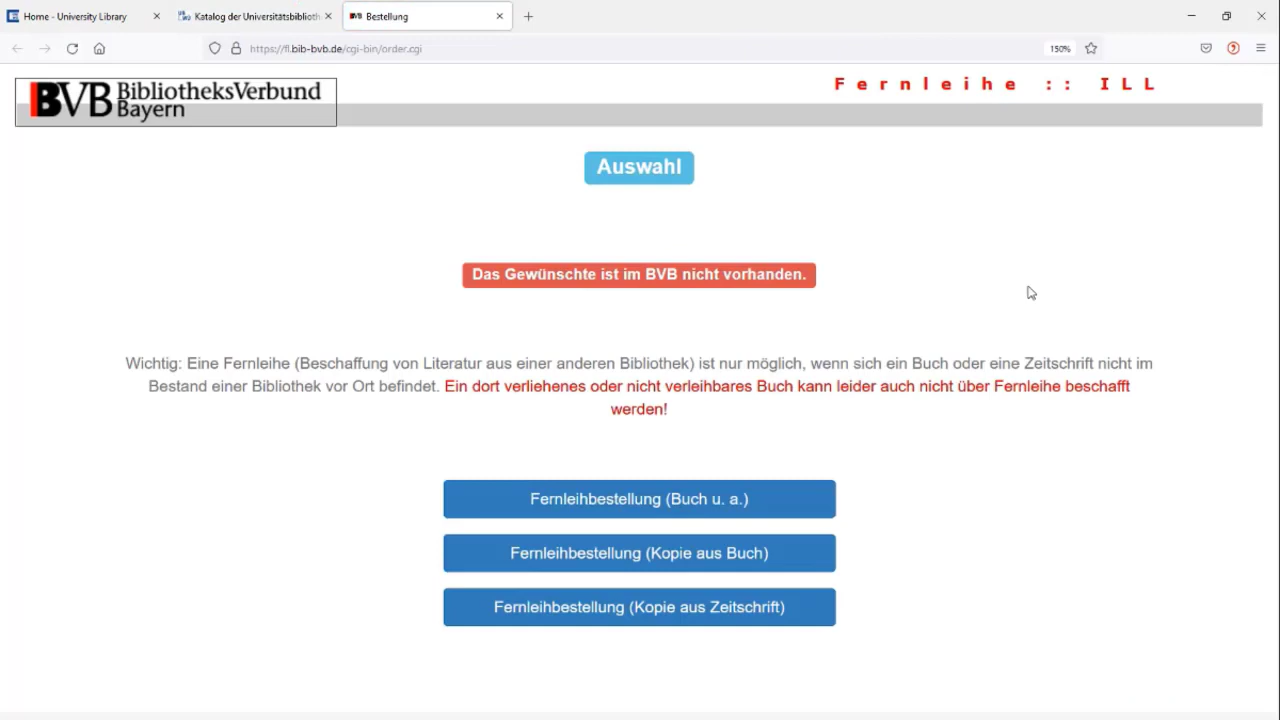 Home - University Library
Katalog der Universitätsbiblioth
BVB Bestellung
https://fl.bib-bvb.de/cgi-bin/order.cgi
150%
BVB BibliotheksVerbund
Bayern
Fernleihe :: ILL
Auswahl
Das Gewünschte ist im BVB nicht vorhanden.
Wichtig: Eine Fernleihe (Beschaffung von Literatur aus einer anderen Bibliothek) ist nur möglich, wenn sich ein Buch oder eine Zeitschrift nicht im
Bestand einer Bibliothek vor Ort befindet. Ein dort verliehenes oder nicht verleihbares Buch kann leider auch nicht über Fernleihe beschafft
werden!
Fernleihbestellung (Buch u. a.)
Fernleihbestellung (Kopie aus Buch)
Fernleihbestellung (Kopie aus Zeitschrift)